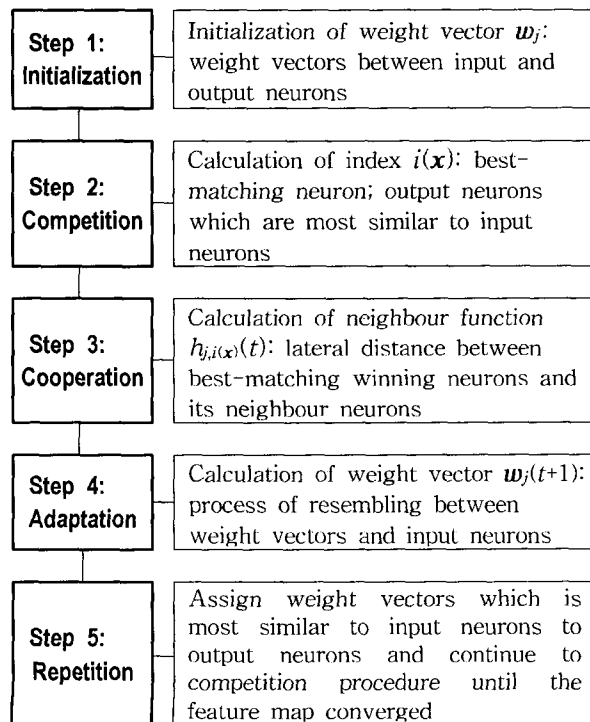 Step 1:
Initialization
Initialization of weight vector wj:
weight vectors between input and
output neurons
Step 2:
Competition
Calculation of index i(x): best-
matching neuron; output neurons
which are most similar to input
neurons
Step 3:
Cooperation
Calculation of neighbour function
hj,i(x)(t): lateral distance between
best-matching winning neurons and
its neighbour neurons
Step 4:
Adaptation
Calculation of weight vector wj(t+1):
process of resembling between
weight vectors and input neurons
Step 5:
Repetition
Assign weight vectors which is
most similar to input neurons to
output neurons and continue to
competition procedure until the
feature map converged